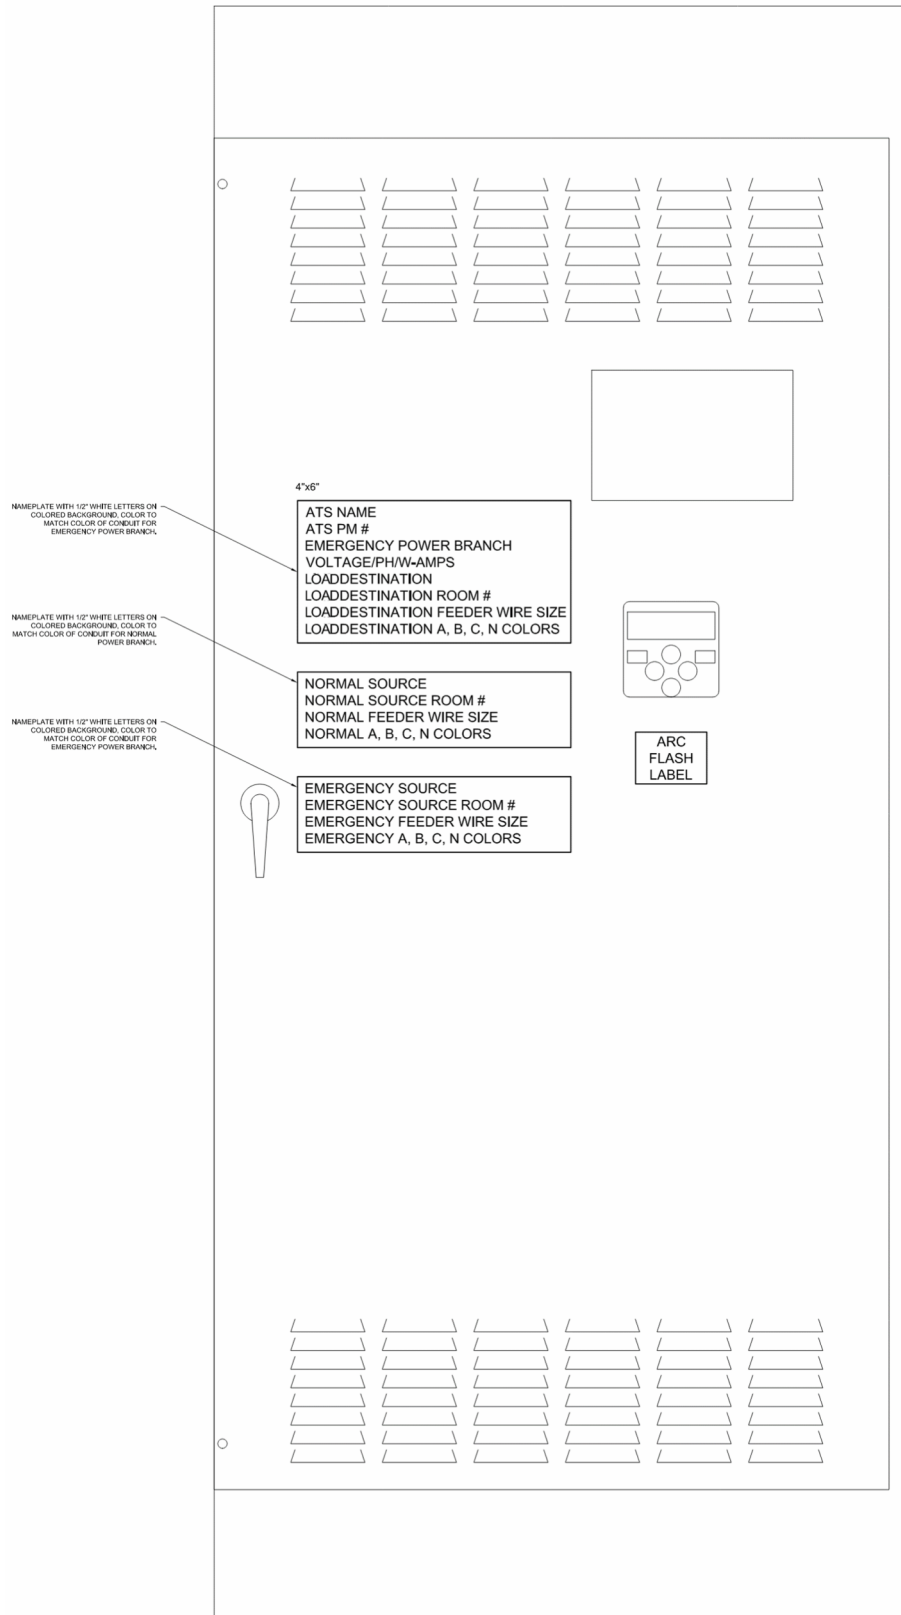 4"x6"
NAMEPLATE WITH 1/2" WHITE LETTERS ON
COLORED BACKGROUND, COLOR TO
MATCH COLOR OF CONDUIT FOR
EMERGENCY POWER BRANCH.
ATS NAME
ATS PM #
EMERGENCY POWER BRANCH
VOLTAGE/PH/W-AMPS
LOADDESTINATION
LOADDESTINATION ROOM #
LOADDESTINATION FEEDER WIRE SIZE
LOADDESTINATION A, B, C, N COLORS
NAMEPLATE WITH 1/2" WHITE LETTERS ON
COLORED BACKGROUND, COLOR TO
MATCH COLOR OF CONDUIT FOR NORMAL
POWER BRANCH.
NORMAL SOURCE
NORMAL SOURCE ROOM #
NORMAL FEEDER WIRE SIZE
NORMAL A, B, C, N COLORS
NAMEPLATE WITH 1/2" WHITE LETTERS ON
COLORED BACKGROUND, COLOR TO
MATCH COLOR OF CONDUIT FOR
EMERGENCY POWER BRANCH.
ARC
FLASH
LABEL
EMERGENCY SOURCE
EMERGENCY SOURCE ROOM #
EMERGENCY FEEDER WIRE SIZE
EMERGENCY A, B, C, N COLORS